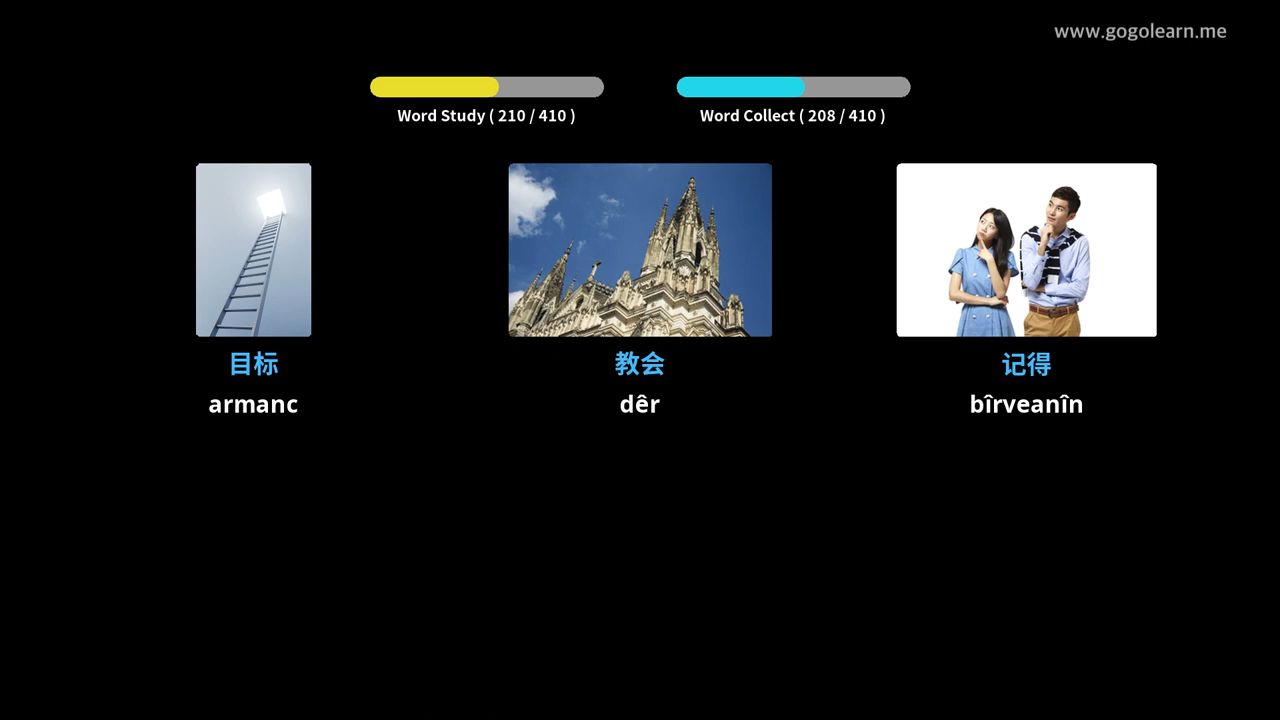 www.gogolearn.me
Word Study ( 210 / 410 )
Word Collect ( 208 / 410 )
目标
教会
记得
armanc
dêr
bîrveanîn